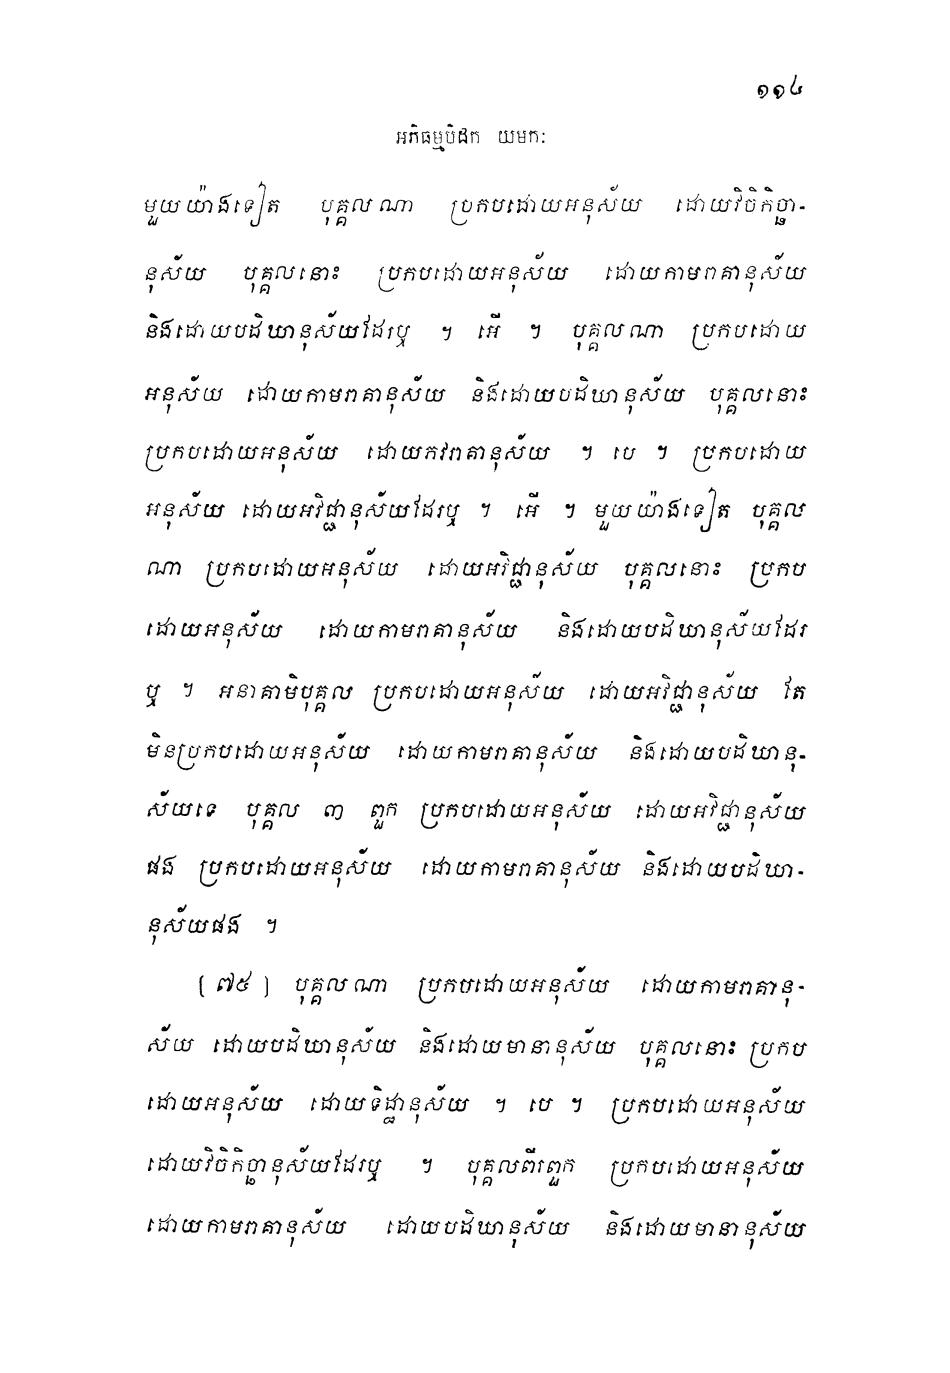 ១១៤
អភិធម្មបិដក យមកៈ
មួយយ៉ាងទៀត បុគ្គលណា ប្រកបដោយអនុស័យ ដោយវិចិកិច្ឆា-
នុស័យ បុគ្គលនោះ ប្រកបដោយអនុស័យ ដោយកាមរាគានុស័យ
និងដោយបដិឃានុស័យដែរឬ ។ អើ ។ បុគ្គលណា ប្រកបដោយ
អនុស័យ ដោយកាមរាគានុស័យ និងដោយបដិឃានុស័យ បុគ្គលនោះ
ប្រកបដោយអនុស័យ ដោយភវរាគានុស័យ ។ បេ ។ ប្រកបដោយ
អនុស័យ ដោយអវិជ្ជានុស័យដែរឬ ។ អើ ។ មួយយ៉ាងទៀត បុគ្គល
ណា ប្រកបដោយអនុស័យ ដោយអវិជ្ជានុស័យ បុគ្គលនោះ ប្រកប
ដោយអនុស័យ ដោយកាមរាគានុស័យ និងដោយបដិឃានុស័យដែរ
ឬ ។ អនាគាមិបុគ្គល ប្រកបដោយអនុស័យ ដោយអវិជ្ជានុស័យ តែ
មិនប្រកបដោយអនុស័យ ដោយកាមរាគានុស័យ និងដោយបដិឃានុ-
ស័យទេ បុគ្គល ៣ ពួក ប្រកបដោយអនុស័យ ដោយអវិជ្ជានុស័យ
ផង ប្រកបដោយអនុស័យ ដោយកាមរាគានុស័យ និងដោយបដិឃា-
នុស័យផង ។
[ ៧៥ ] បុគ្គលណា ប្រកបដោយអនុស័យ ដោយកាមរាគានុ-
ស័យ ដោយបដិឃានុស័យ និងដោយមានានុស័យ បុគ្គលនោះ ប្រកប
ដោយអនុស័យ ដោយទិដ្ឋានុស័យ ។ បេ ។ ប្រកបដោយអនុស័យ
ដោយវិចិកិច្ឆានុស័យដែរឬ ។ បុគ្គលពីរពួក ប្រកបដោយអនុស័យ
ដោយកាមរាគានុស័យ ដោយបដិឃានុស័យ និងដោយមានានុស័យ